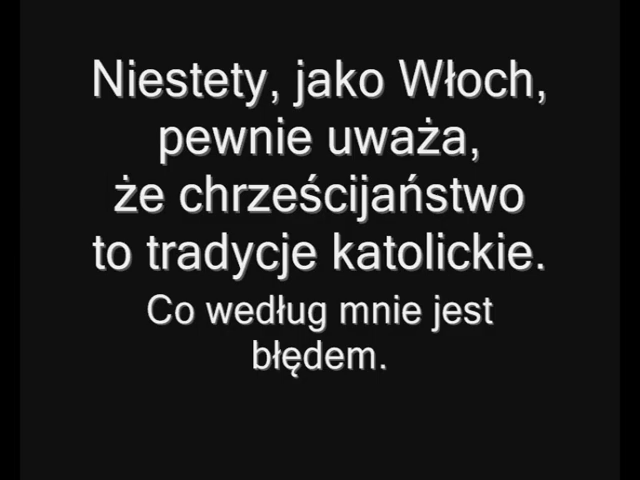 Niestety, jako Włoch,
pewnie uważa,
że chrześcijaństwo
to tradycje katolickie.
Co według mnie jest
błędem.